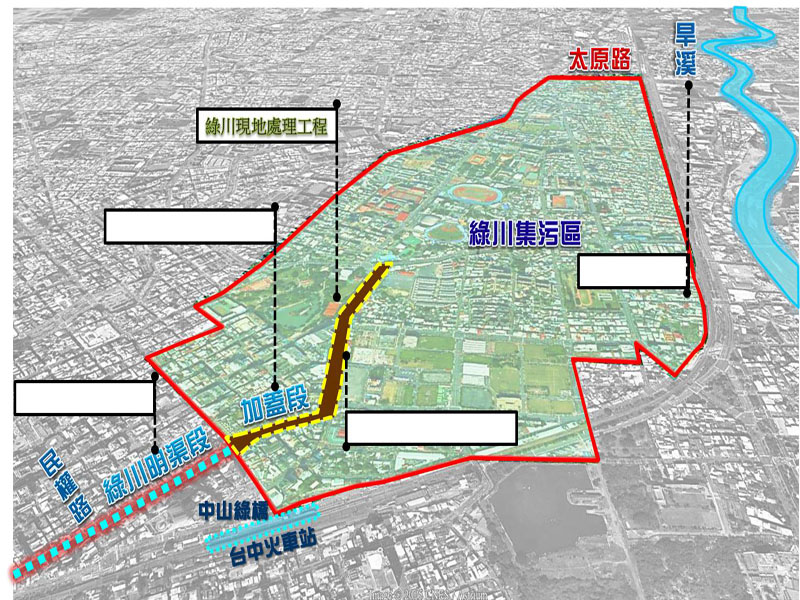 旱溪
太原路
綠川現地處理工程
綠川集污區
加蓋段
綠川明渠段
民權路
中山綠橋
台中火車站